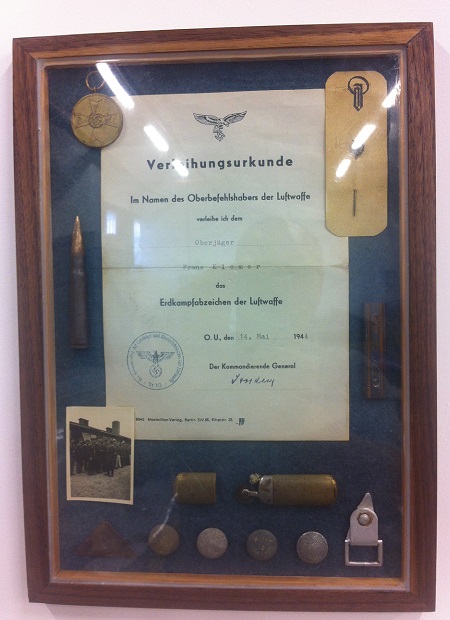 Verleihungsurkunde
Im Namen des Oberbefehlshabers der Luftwaffe
verleihe ich dem
Oberjäger
Franz
das
Erdkampfabzeichen der Luftwaffe
O. U., den 14. Mai 194
Der Kommandierende General